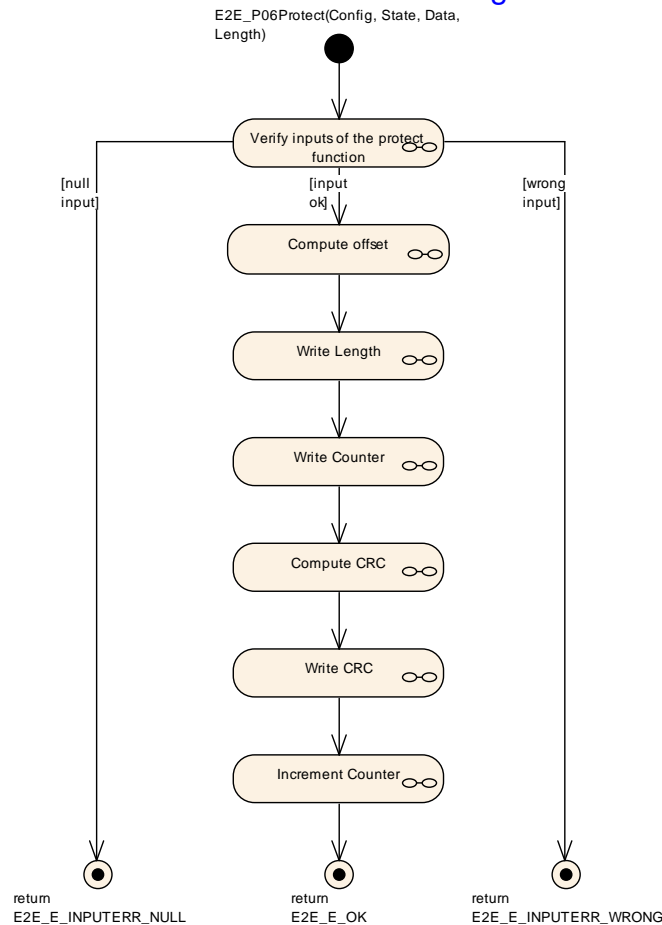 E2E_P06Protect(Config, State, Data,
Length)
Verify inputs of the protect
function
[null
input]
[input
ok]
[wrong
input]
Compute offset
Write Length
Write Counter
Compute CRC
Write CRC
Increment Counter
return
E2E_E_INPUTERR_NULL
return
E2E_E_OK
return
E2E_E_INPUTERR_WRONG